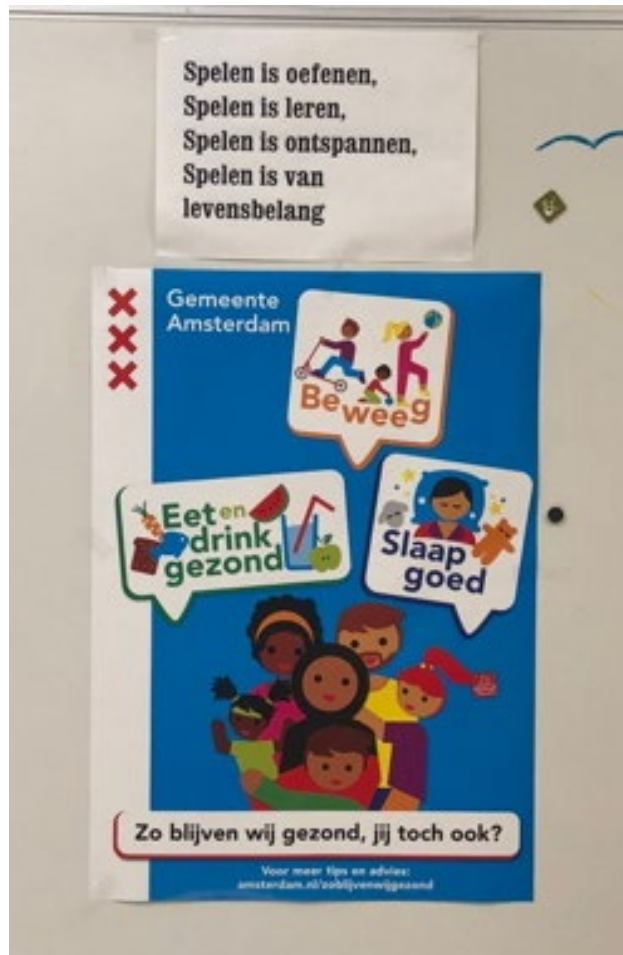 Spelen is oefenen,
Spelen is leren,
Spelen is ontspannen,
Spelen is van
levensbelang
Gemeente
Amsterdam
Beweeg
Eet en
drink
gezond
Slaap
goed
Zo blijven wij gezond, jij toch ook?
Voor meer tips en advies:
amsterdam.nl/zoblijvenwijgezond